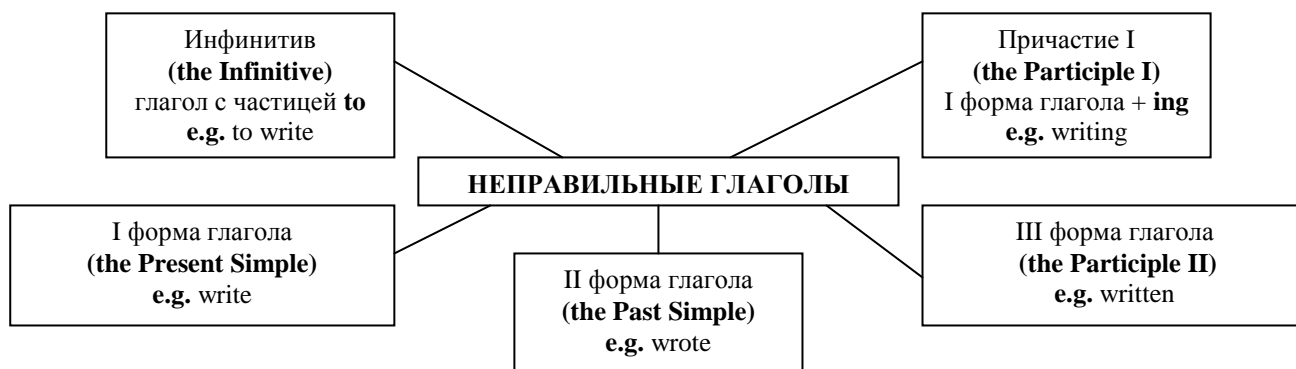 Инфинитив
(the Infinitive)
глагол с частицей to
e.g. to write
Причастие I
(the Participle I)
I форма глагола + ing
e.g. writing
НЕПРАВИЛЬНЫЕ ГЛАГОЛЫ
I форма глагола
(the Present Simple)
e.g. write
II форма глагола
(the Past Simple)
e.g. wrote
III форма глагола
(the Participle II)
e.g. written